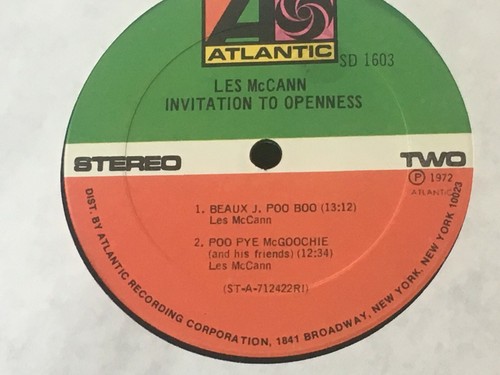 ATLANTIC
SD 1603
LES McCANN
INVITATION TO OPENNESS
STEREO
TWO
Ⓟ 1972
ATLANTIC
1. BEAUX J. POO BOO (13:12)
Les McCann
2. POO PYE McGOOCHIE
(and his friends) (12:34)
Les McCann
(ST-A-712422RI)
DIST. BY ATLANTIC RECORDING CORPORATION, 1841 BROADWAY, NEW YORK, NEW YORK 10023